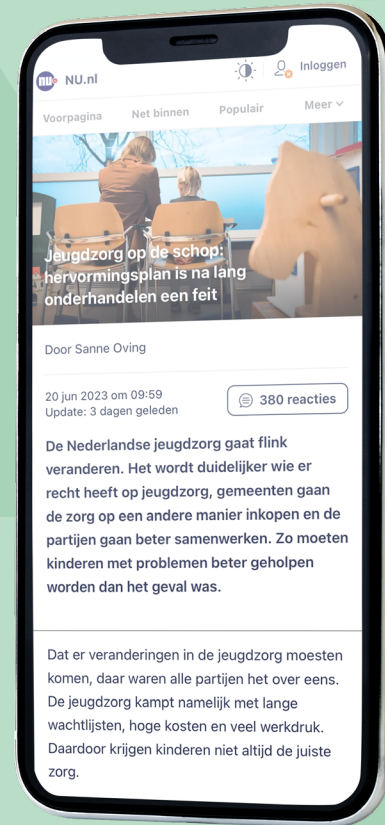 NU.nl
Inloggen
Voorpagina Net binnen Populair Meer
Jeugdzorg op de schop:
hervormingsplan is na lang
onderhandelen een feit
Door Sanne Oving
20 jun 2023 om 09:59
Update: 3 dagen geleden
380 reacties
De Nederlandse jeugdzorg gaat flink
veranderen. Het wordt duidelijker wie er
recht heeft op jeugdzorg, gemeenten gaan
de zorg op een andere manier inkopen en de
partijen gaan beter samenwerken. Zo moeten
kinderen met problemen beter geholpen
worden dan het geval was.
Dat er veranderingen in de jeugdzorg moesten
komen, daar waren alle partijen het over eens.
De jeugdzorg kampt namelijk met lange
wachtlijsten, hoge kosten en veel werkdruk.
Daardoor krijgen kinderen niet altijd de juiste
zorg.